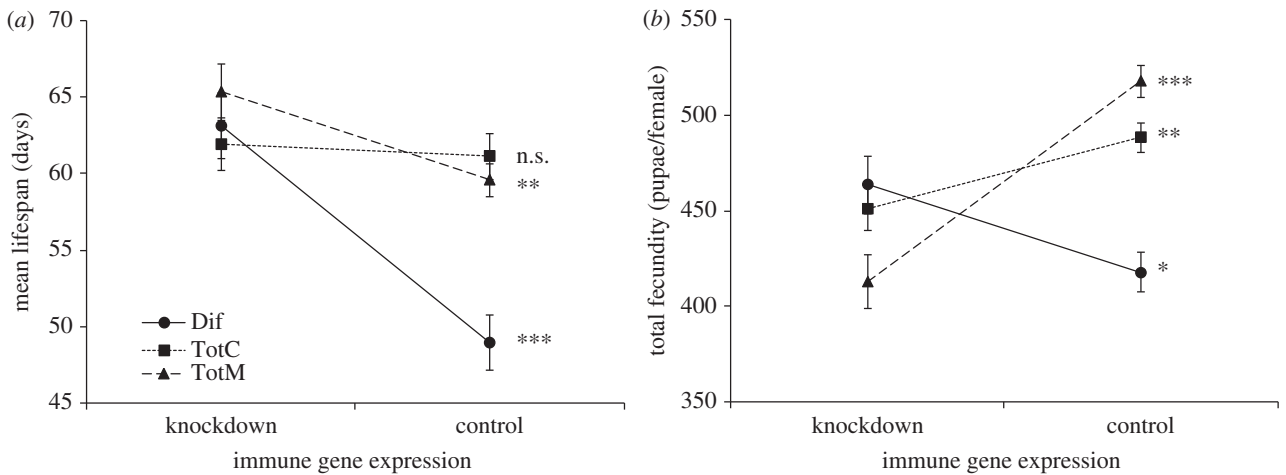 (a)
70
65
60
55
50
45
mean lifespan (days)
n.s.
**
***
Dif
TotC
TotM
knockdown
control
immune gene expression
(b)
550
500
450
400
350
total fecundity (pupae/female)
***
**
*
knockdown
control
immune gene expression